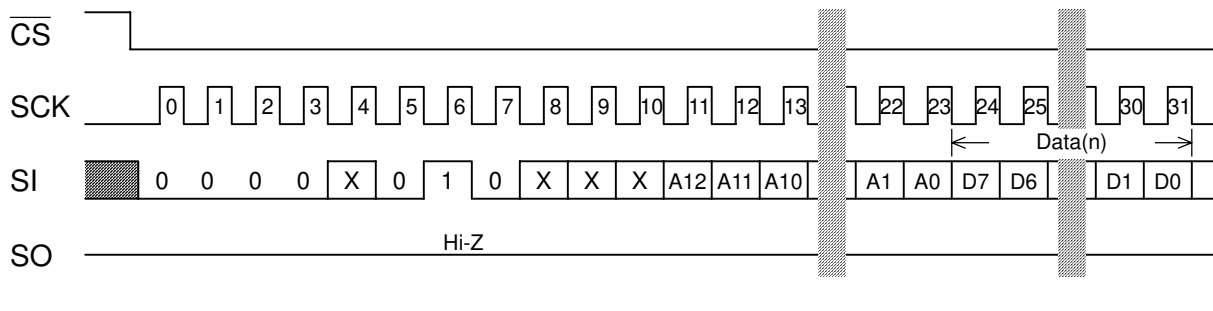 CS
SCK 0 1 2 3 4 5 6 7 8 9 10 11 12 13 22 23 24 25 30 31
Data(n)
SI 0 0 0 0 X 0 1 0 X X X A12 A11 A10 A1 A0 D7 D6 D1 D0
Hi-Z
SO